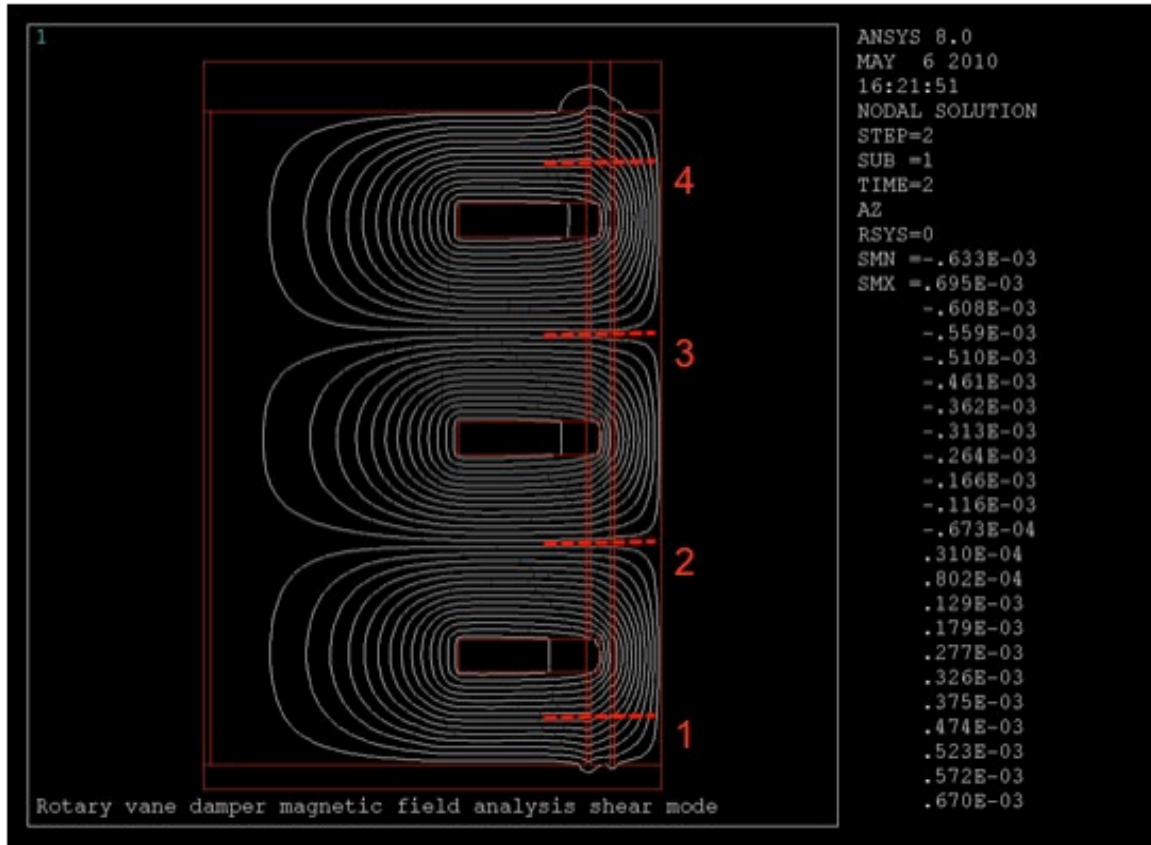 1
ANSYS 8.0
MAY 6 2010
16:21:51
NODAL SOLUTION
STEP=2
SUB =1
TIME=2
AZ
RSYS=0
SMN =-.633E-03
SMX =.695E-03
-.608E-03
-.559E-03
-.510E-03
-.461E-03
-.362E-03
-.313E-03
-.264E-03
-.166E-03
-.116E-03
-.673E-04
.310E-04
.802E-04
.129E-03
.179E-03
.277E-03
.326E-03
.375E-03
.474E-03
.523E-03
.572E-03
.670E-03
4
3
2
1
Rotary vane damper magnetic field analysis shear mode